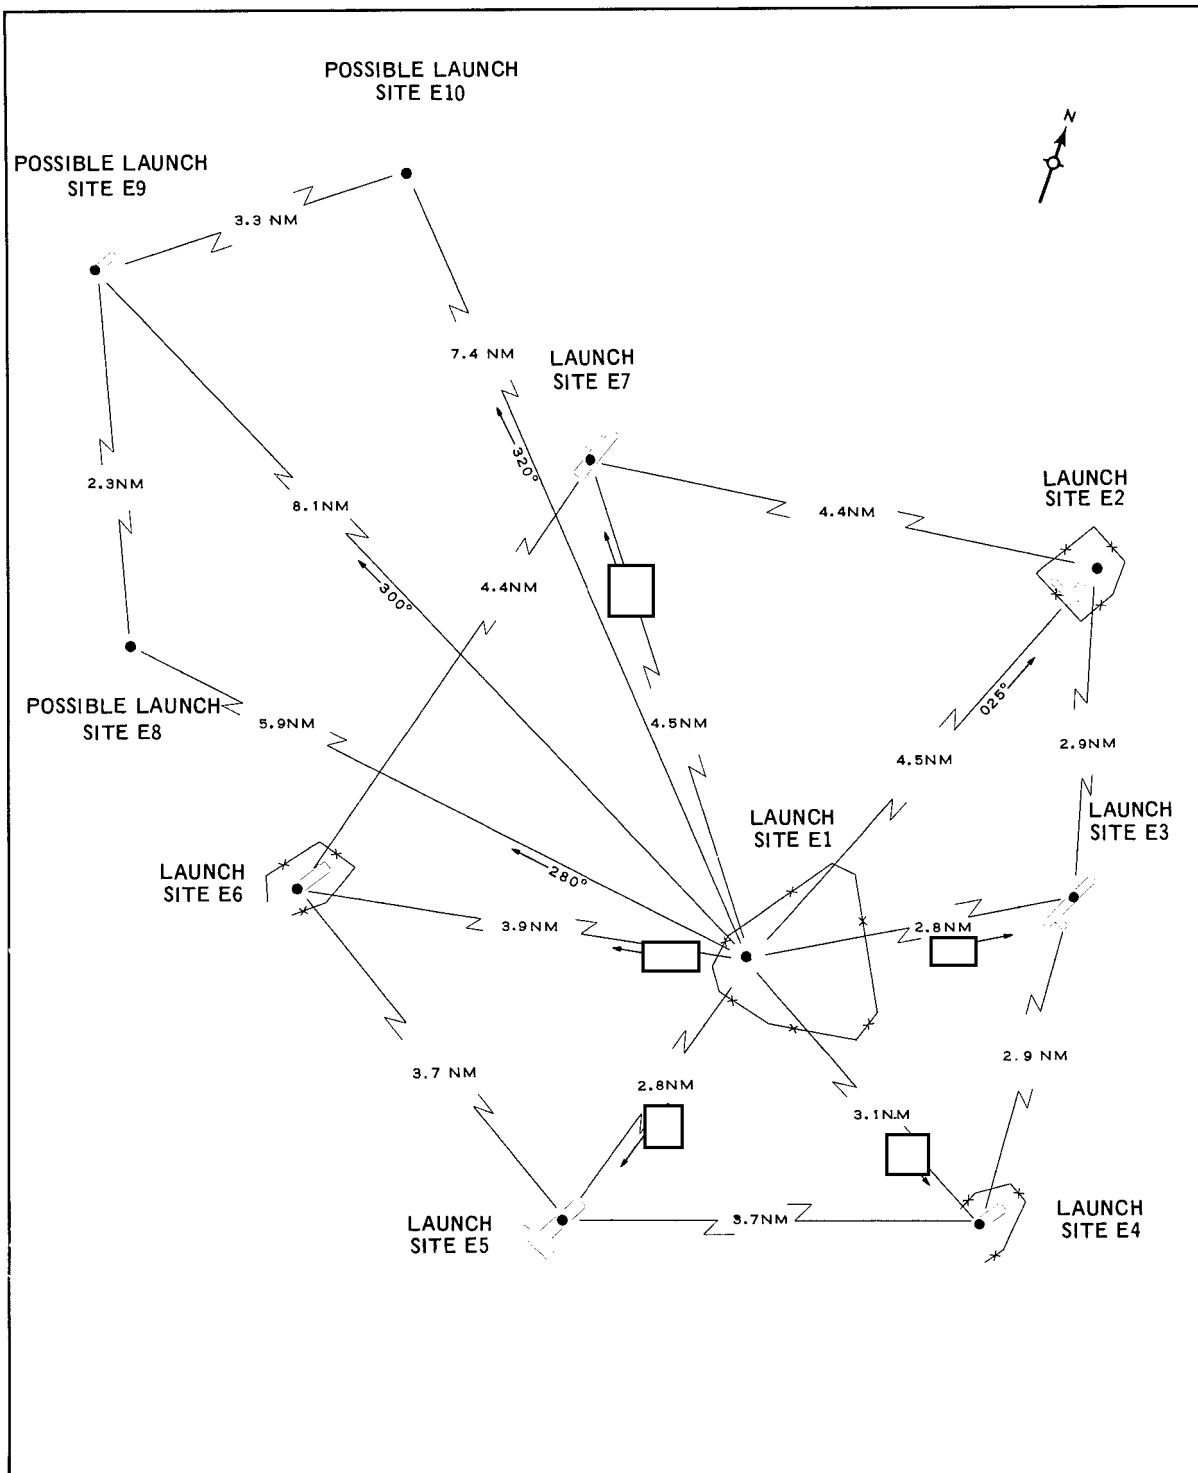 POSSIBLE LAUNCH
SITE E10
N
POSSIBLE LAUNCH
SITE E9
3.3 NM
7.4 NM
LAUNCH
SITE E7
320°
2.3NM
8.1NM
4.4NM
LAUNCH
SITE E2
300°
4.4NM
POSSIBLE LAUNCH
SITE E8
5.9NM
4.5NM
025°
4.5NM
2.9NM
LAUNCH
SITE E1
LAUNCH
SITE E3
LAUNCH
SITE E6
280°
3.9NM
2.8NM
3.7 NM
2.8NM
2.9 NM
3.1NM
LAUNCH
SITE E5
3.7NM
LAUNCH
SITE E4